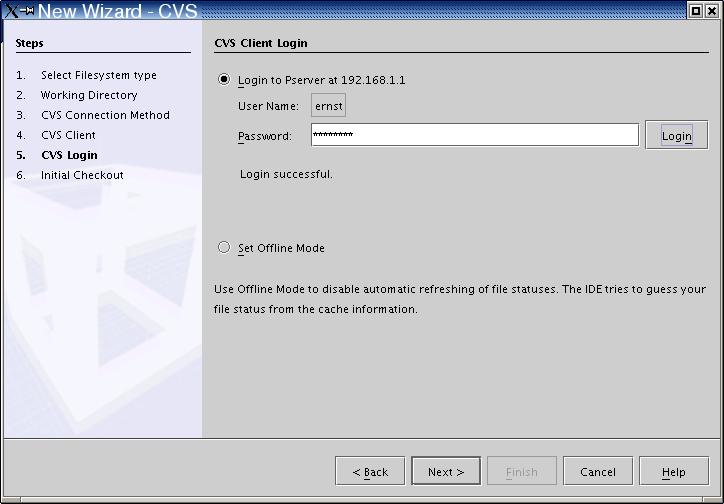 New Wizard - CVS
Steps
1. Select Filesystem type
2. Working Directory
3. CVS Connection Method
4. CVS Client
5. CVS Login
6. Initial Checkout
CVS Client Login
Login to Pserver at 192.168.1.1
User Name: ernst
Password: ******** Login
Login successful.
Set Offline Mode
Use Offline Mode to disable automatic refreshing of file statuses. The IDE tries to guess your
file status from the cache information.
< Back Next > Finish Cancel Help